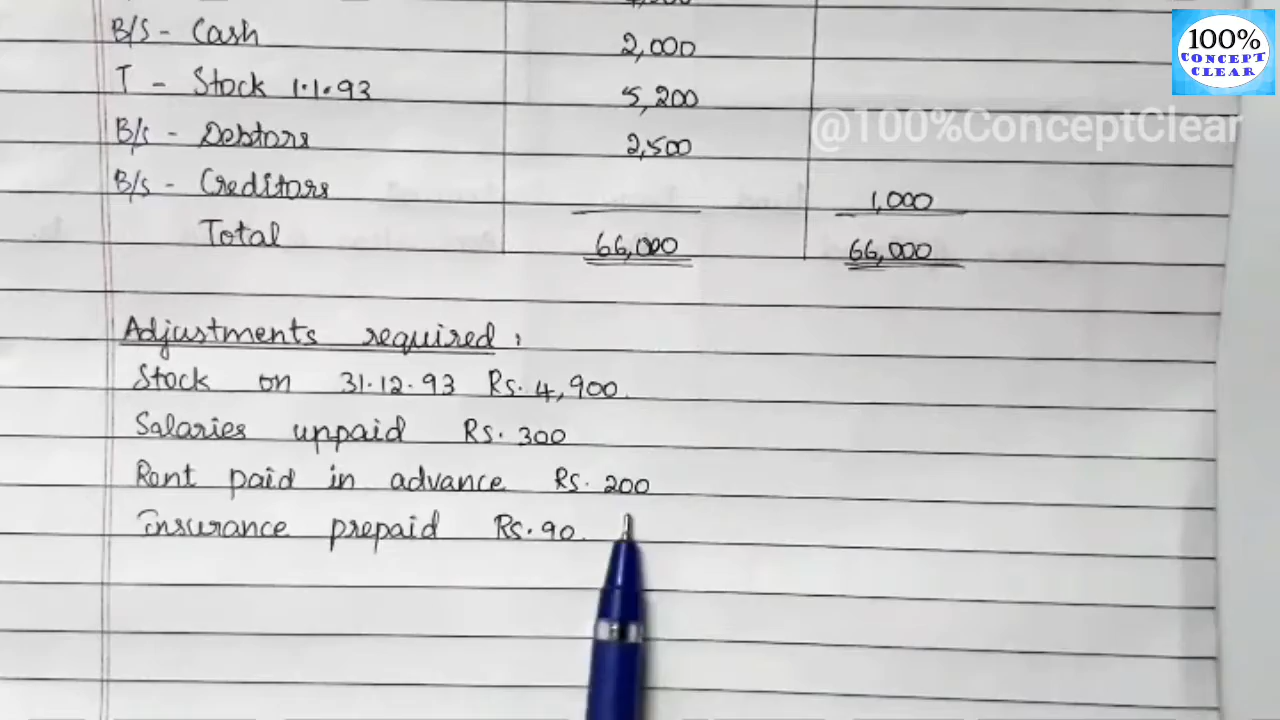 B/S - Cash 2,000
T - Stock 1.1.93 5,200
B/S - Debtors 2,500
B/S - Creditors 1,000
Total 66,000 66,000
Adjustments required :
Stock on 31.12.93 Rs. 4,900.
Salaries unpaid Rs. 300
Rent paid in advance Rs. 200
Insurance prepaid Rs. 90.
100%
CONCEPT
CLEAR
@100%ConceptClear